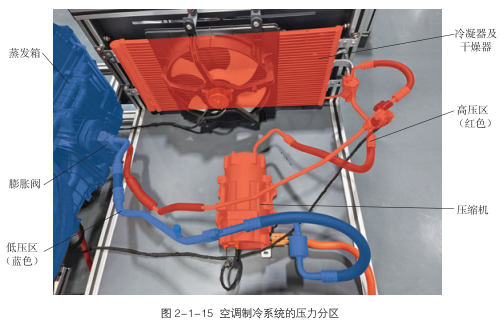 蒸发箱
冷凝器及
干燥器
高压区
（红色）
膨胀阀
压缩机
低压区
（蓝色）
图 2-1-15 空调制冷系统的压力分区